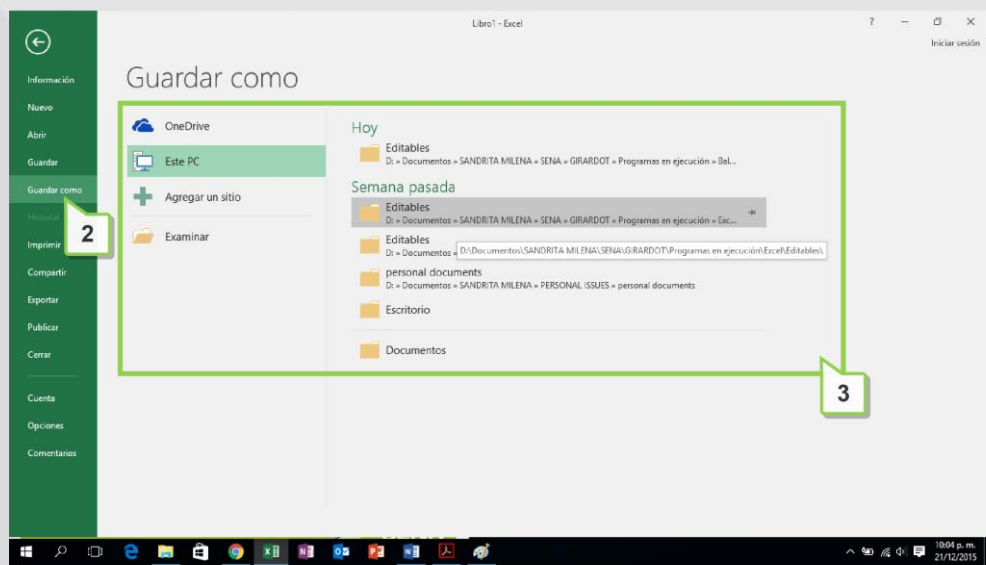 Libro1 - Excel
?
Iniciar sesión
Información
Nuevo
Abrir
Guardar
Guardar como
Historial
Imprimir
Compartir
Exportar
Publicar
Cerrar
Cuenta
Opciones
Comentarios
2
Guardar como
OneDrive
Este PC
Agregar un sitio
Examinar
Hoy
Editables
D: » Documentos » SANDRITA MILENA » SENA » GIRARDOT » Programas en ejecución » Bal...
Semana pasada
Editables
D: » Documentos » SANDRITA MILENA » SENA » GIRARDOT » Programas en ejecución » Exc...
Editables
D: » Documentos »
D:\Documentos\SANDRITA MILENA\SENA\GIRARDOT\Programas en ejecución\Excel\Editables\
personal documents
D: » Documentos » SANDRITA MILENA » PERSONAL ISSUES » personal documents
Escritorio
Documentos
3
10:04 p. m.
21/12/2015